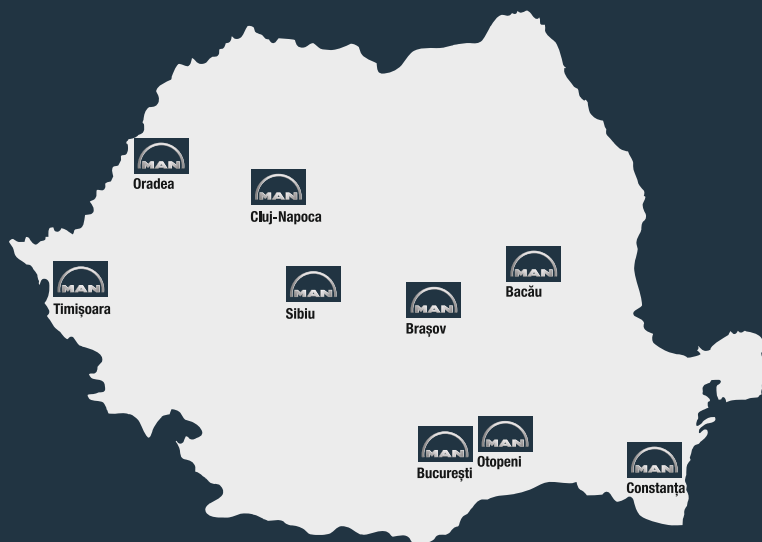 MAN
Oradea
MAN
Cluj-Napoca
MAN
Timișoara
MAN
Sibiu
MAN
Brașov
MAN
Bacău
MAN
București
MAN
Otopeni
MAN
Constanța